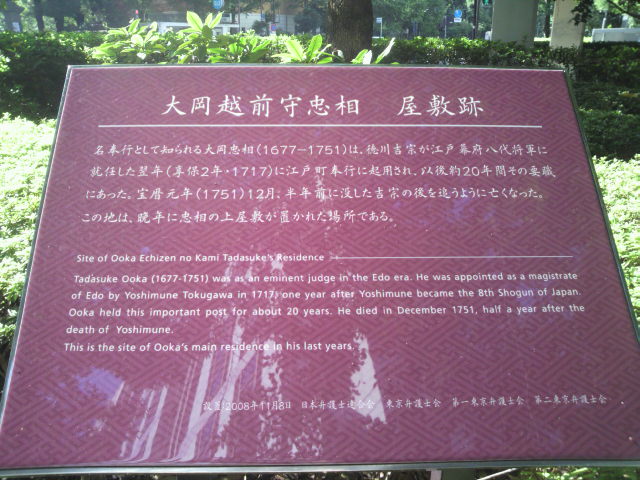 大岡越前守忠相　屋敷跡
名奉行として知られる大岡忠相(1677－1751)は、徳川吉宗が江戸幕府八代将軍に
就任した翌年(享保2年・1717)に江戸町奉行に起用され、以後約20年間その要職
にあった。宝暦元年(1751)12月、半年前に没した吉宗の後を追うように亡くなった。
この地は、晩年に忠相の上屋敷が置かれた場所である。
Site of Ooka Echizen no Kami Tadasuke's Residence
Tadasuke Ooka (1677-1751) was as an eminent judge in the Edo era. He was appointed as a magistrate
of Edo by Yoshimune Tokugawa in 1717, one year after Yoshimune became the 8th Shogun of Japan.
Ooka held this important post for about 20 years. He died in December 1751, half a year after the
death of Yoshimune.
This is the site of Ooka's main residence in his last years.
設置2008年11月8日　日本弁護士連合会　東京弁護士会　第一東京弁護士会　第二東京弁護士会